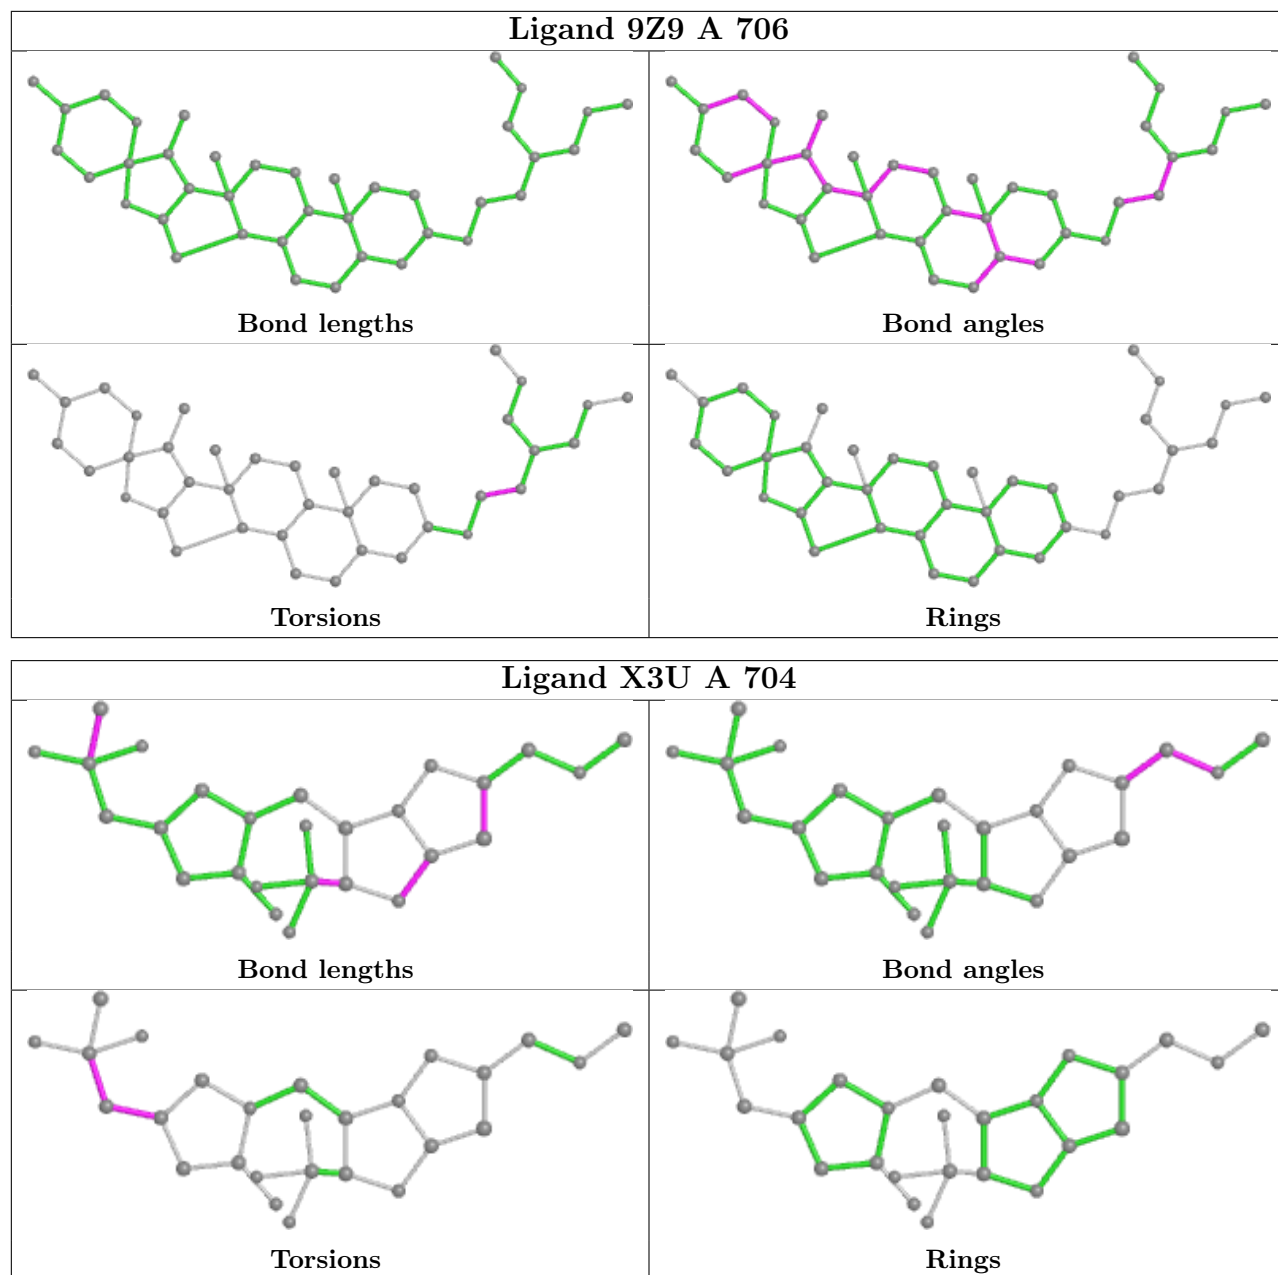 Ligand 9Z9 A 706
Bond lengths
Bond angles
Torsions
Rings
Ligand X3U A 704
Bond lengths
Bond angles
Torsions
Rings